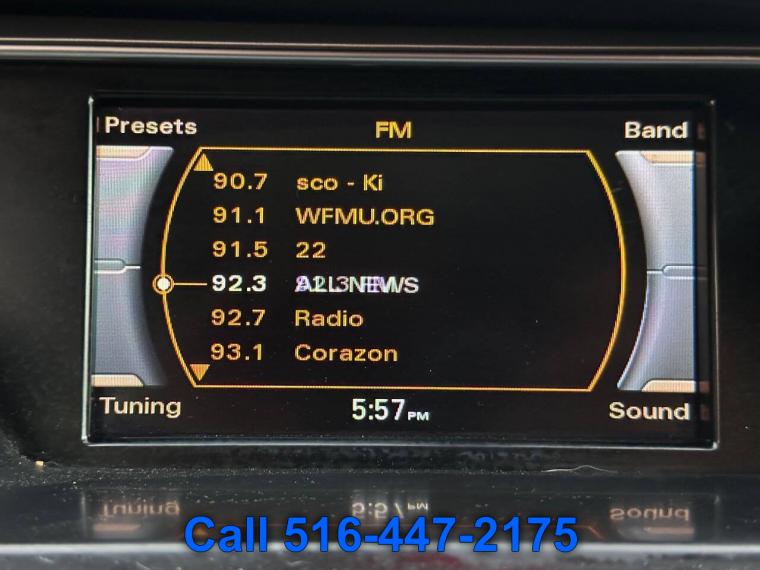 Presets FM Band
90.7 sco - Ki
91.1 WFMU.ORG
91.5 22
92.3
92.7 Radio
93.1 Corazon
Tuning 5:57 PM Sound
Call 516-447-2175